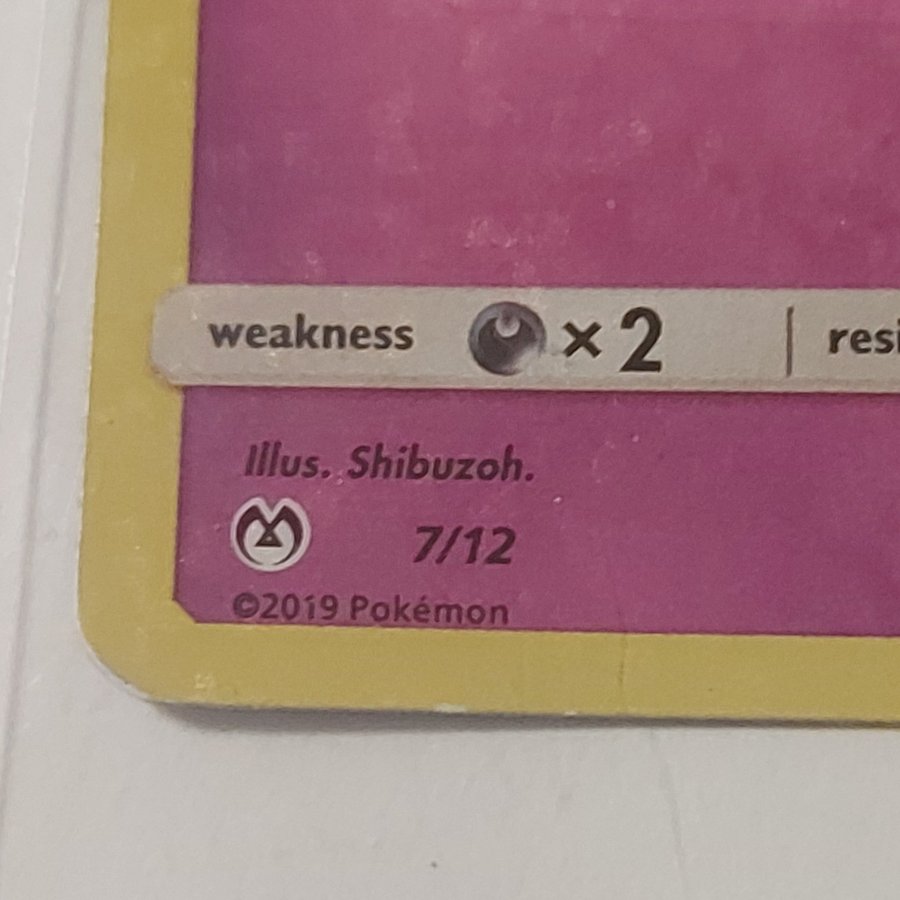 weakness × 2 | resi
Illus. Shibuzoh.
7/12
©2019 Pokémon